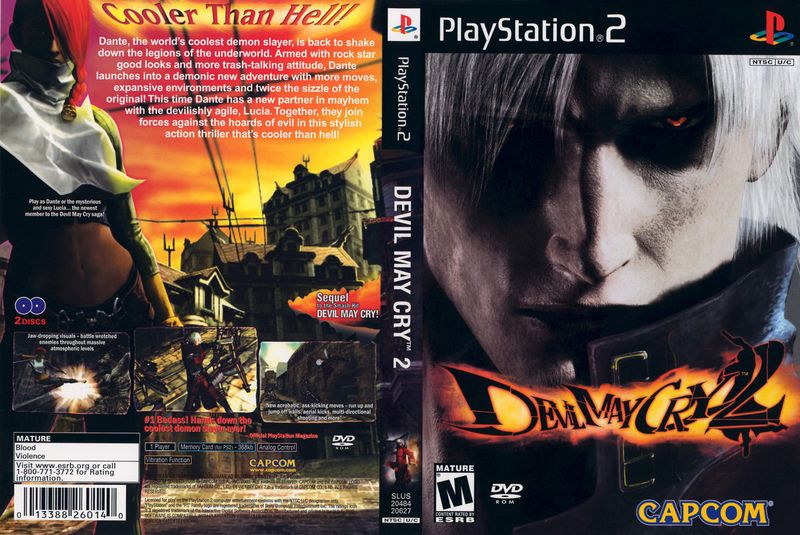 Cooler Than Hell!
Dante, the world's coolest demon slayer, is back to shake
down the legions of the underworld. Armed with rock star
good looks and more trash-talking attitude, Dante
launches into a demonic new adventure with more moves,
expansive environments and twice the sizzle of the
original! This time Dante has a new partner in mayhem
with the devilishly agile, Lucia. Together, they join
forces against the hoards of evil in this stylish
action thriller that's cooler than hell!
Play as Dante or the mysterious
and sexy Lucia... the newest
member to the Devil May Cry saga!
2 DISCS
Sequel
to the Smash Hit
DEVIL MAY CRY!
Jaw-dropping visuals - battle wretched
enemies throughout massive
atmospheric levels
New acrobatic, ass-kicking moves - run up and
jump off walls, aerial kicks, multi-directional
shooting and more!
#1 Badass! Hands down the
coolest demon slayer ever!
- Official PlayStation Magazine
1 Player
Memory Card (for PS2) - 368kb
Analog Control
Vibration Function
DVD
ROM
CAPCOM
www.capcom.com
MATURE
Blood
Violence
Visit www.esrb.org or call
1-800-771-3772 for Rating
information.
0 13388 26014 0
PlayStation®2
DEVIL MAY CRY™ 2
SLUS
20484
20627
NTSC U/C
PlayStation®2
NTSC U/C
DEVIL MAY CRY 2™
MATURE
M
CONTENT RATED BY
ESRB
DVD
ROM
CAPCOM